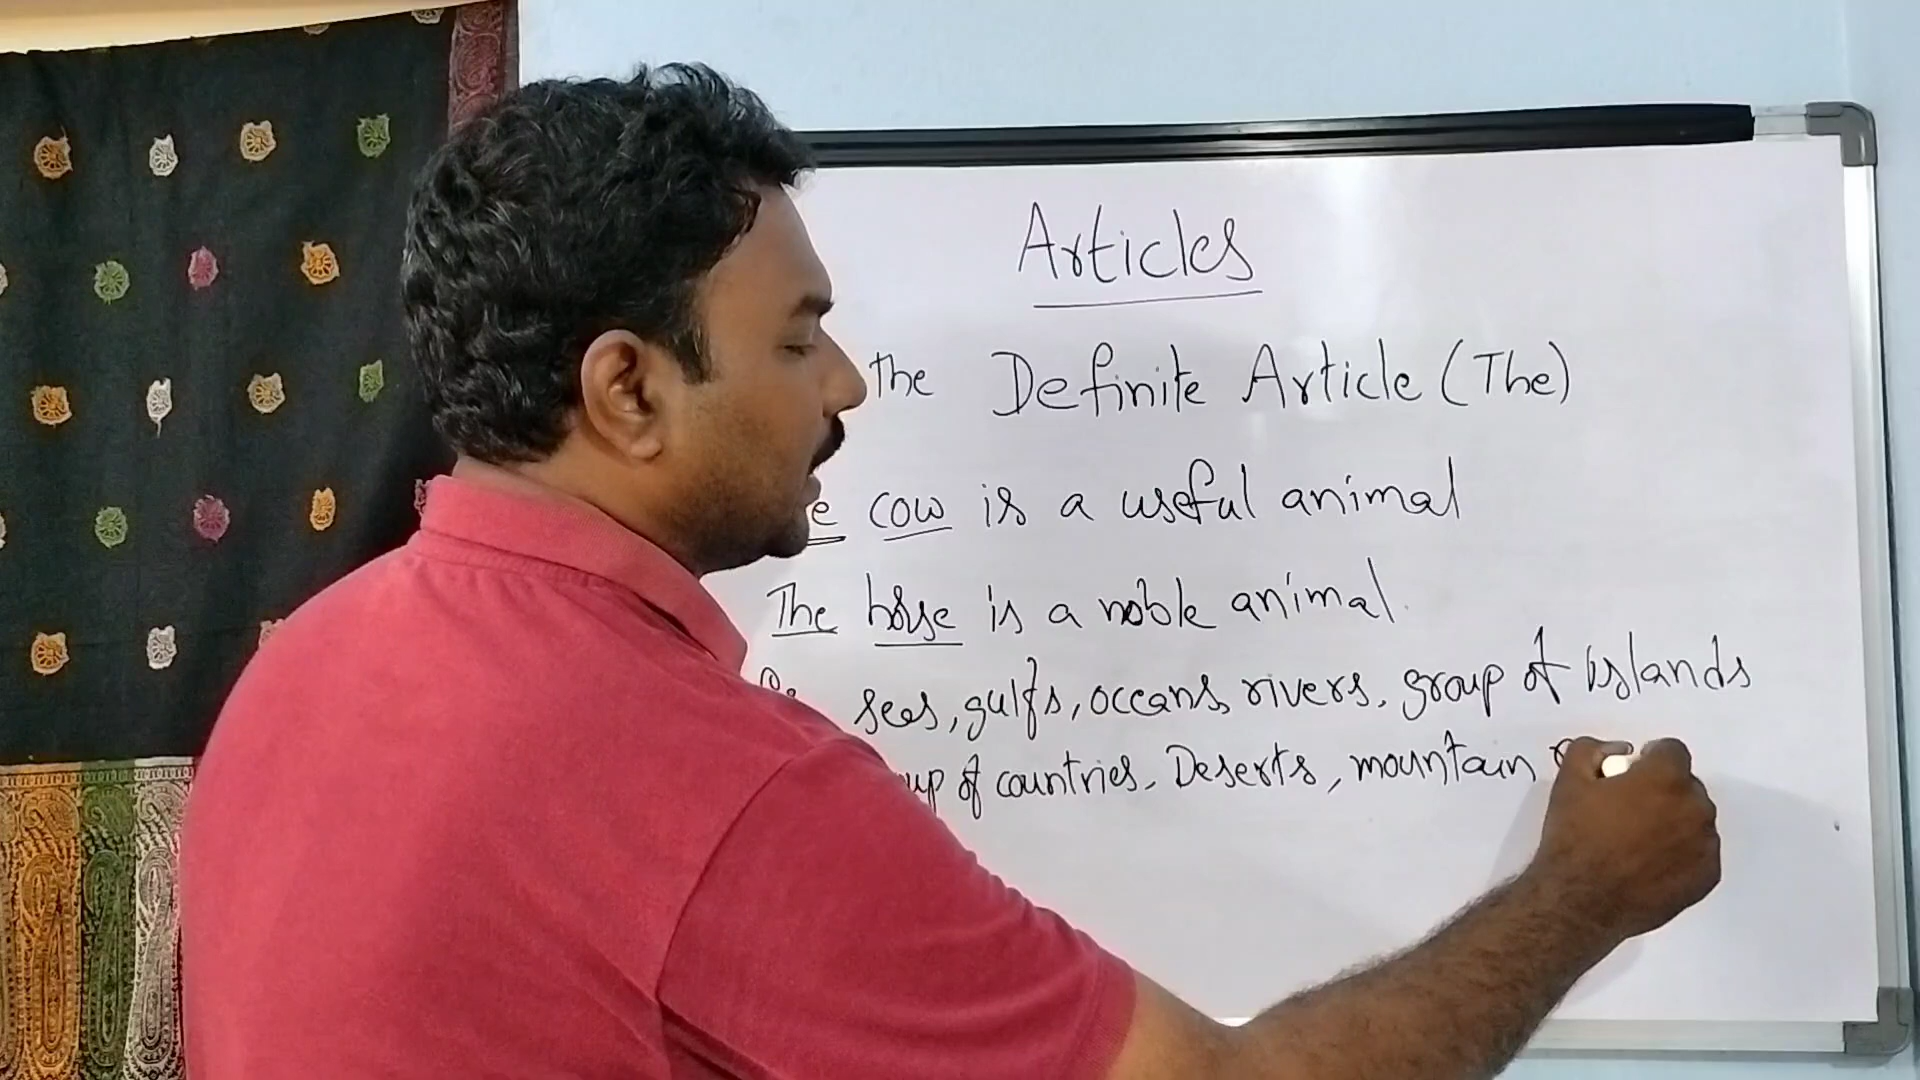 Articles
the Definite Article (The)
e cow is a useful animal
The horse is a noble animal.
seas, gulfs, oceans, rivers, group of islands
up of countries. Deserts, mountain